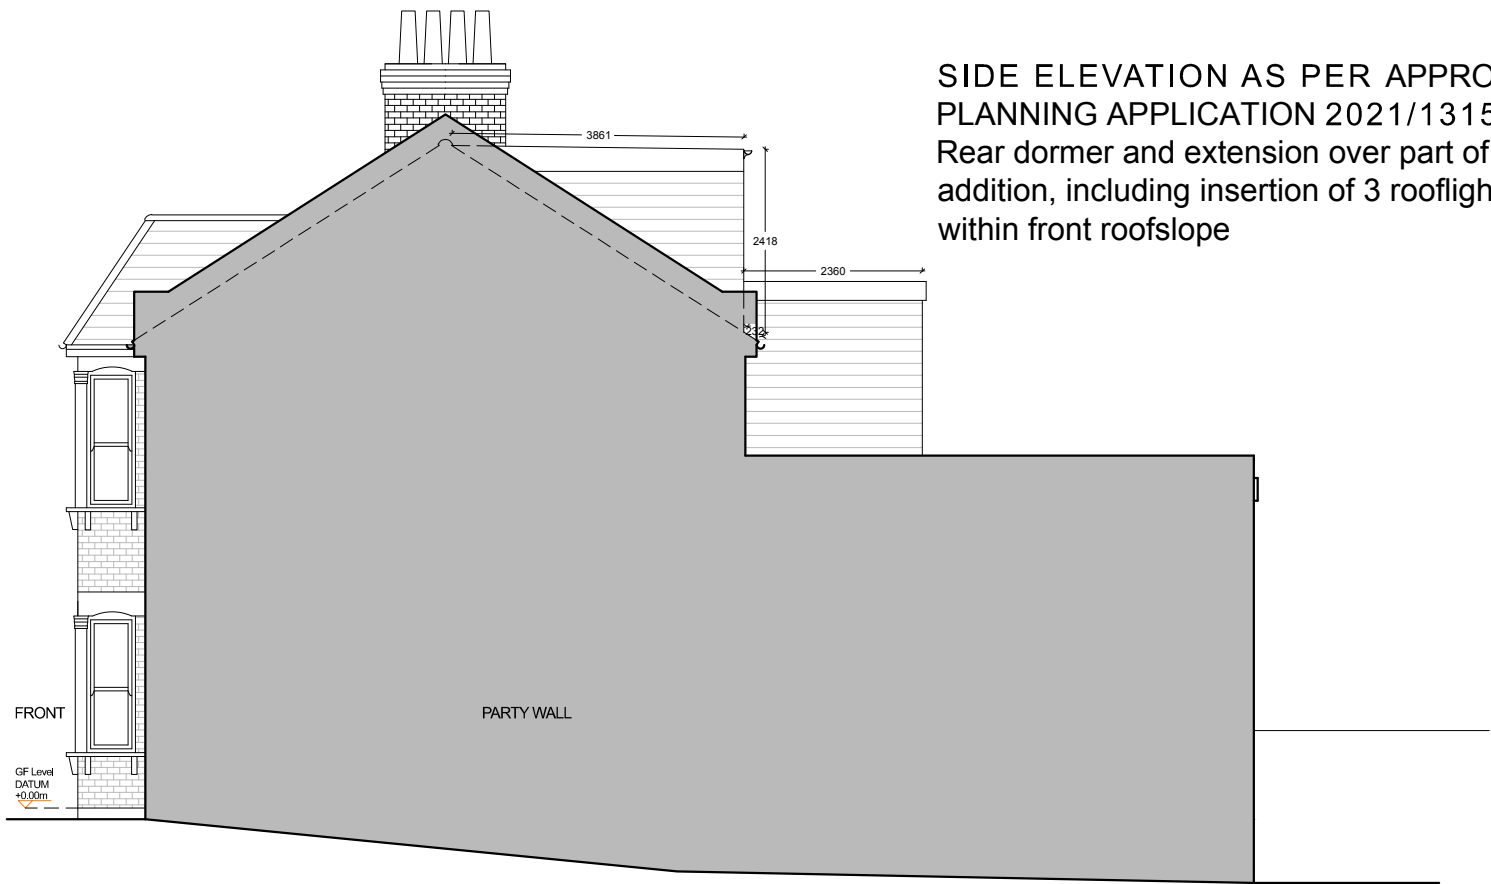 SIDE ELEVATION AS PER APPRO
PLANNING APPLICATION 2021/1315
Rear dormer and extension over part of
addition, including insertion of 3 roofligh
within front roofslope
3861
2418
2360
232
FRONT
PARTY WALL
GF Level
DATUM
+0.00m